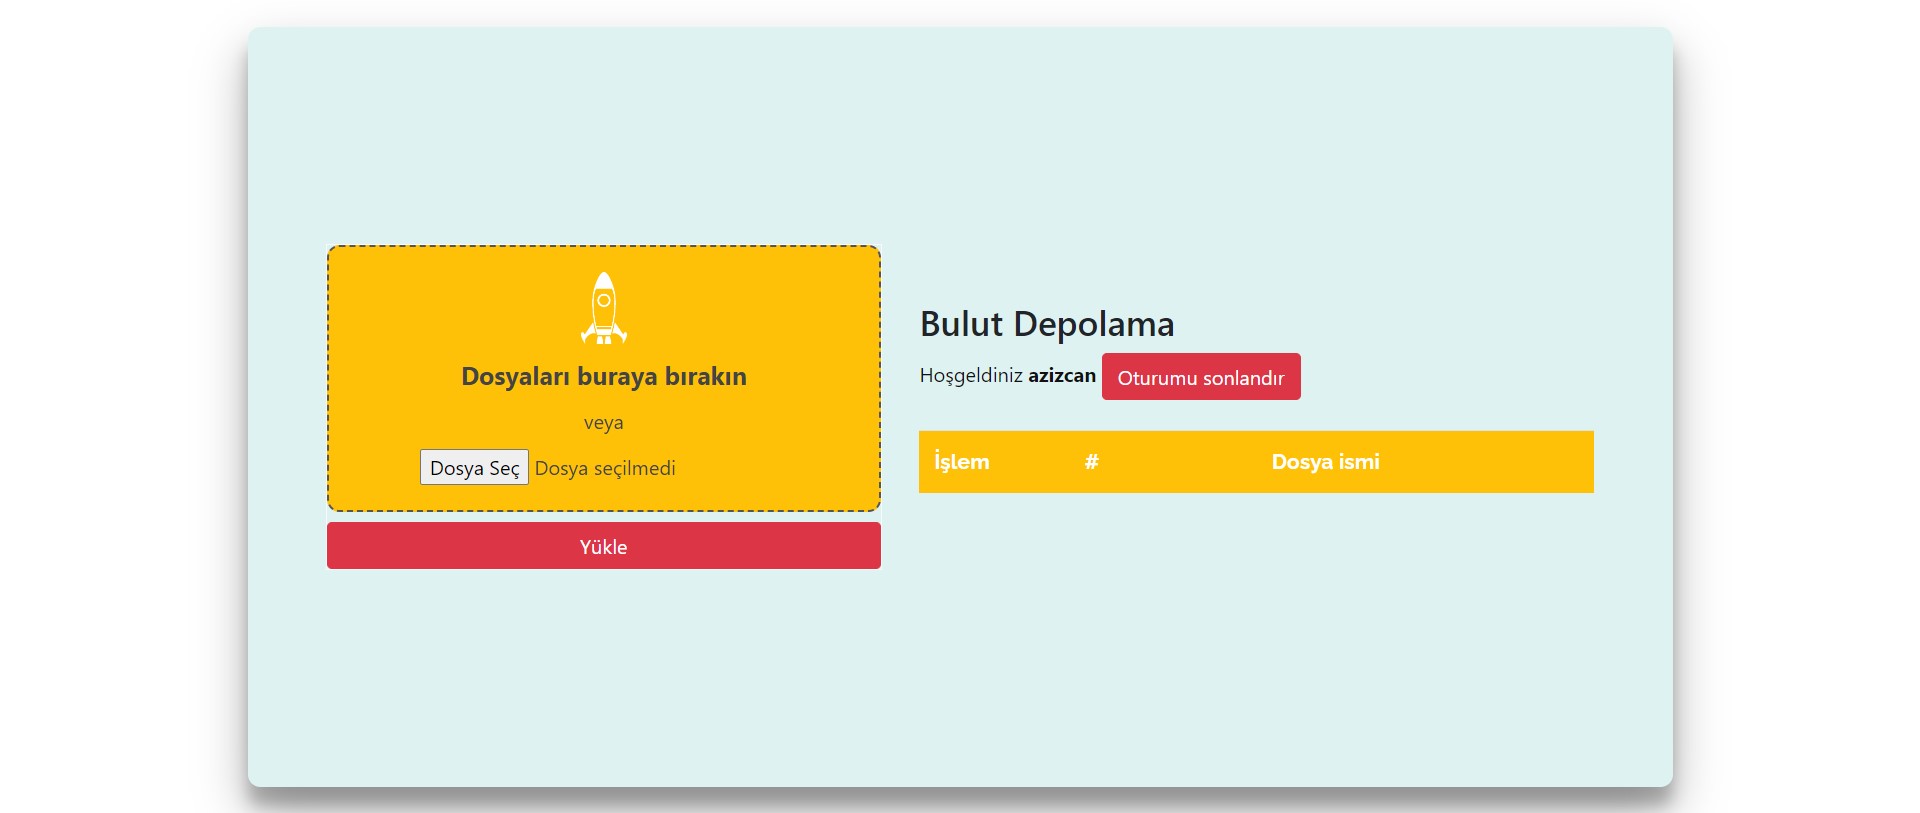 Dosyaları buraya bırakın
veya
Dosya Seç Dosya seçilmedi
Yükle
Bulut Depolama
Hoşgeldiniz azizcan Oturumu sonlandır
İşlem # Dosya ismi